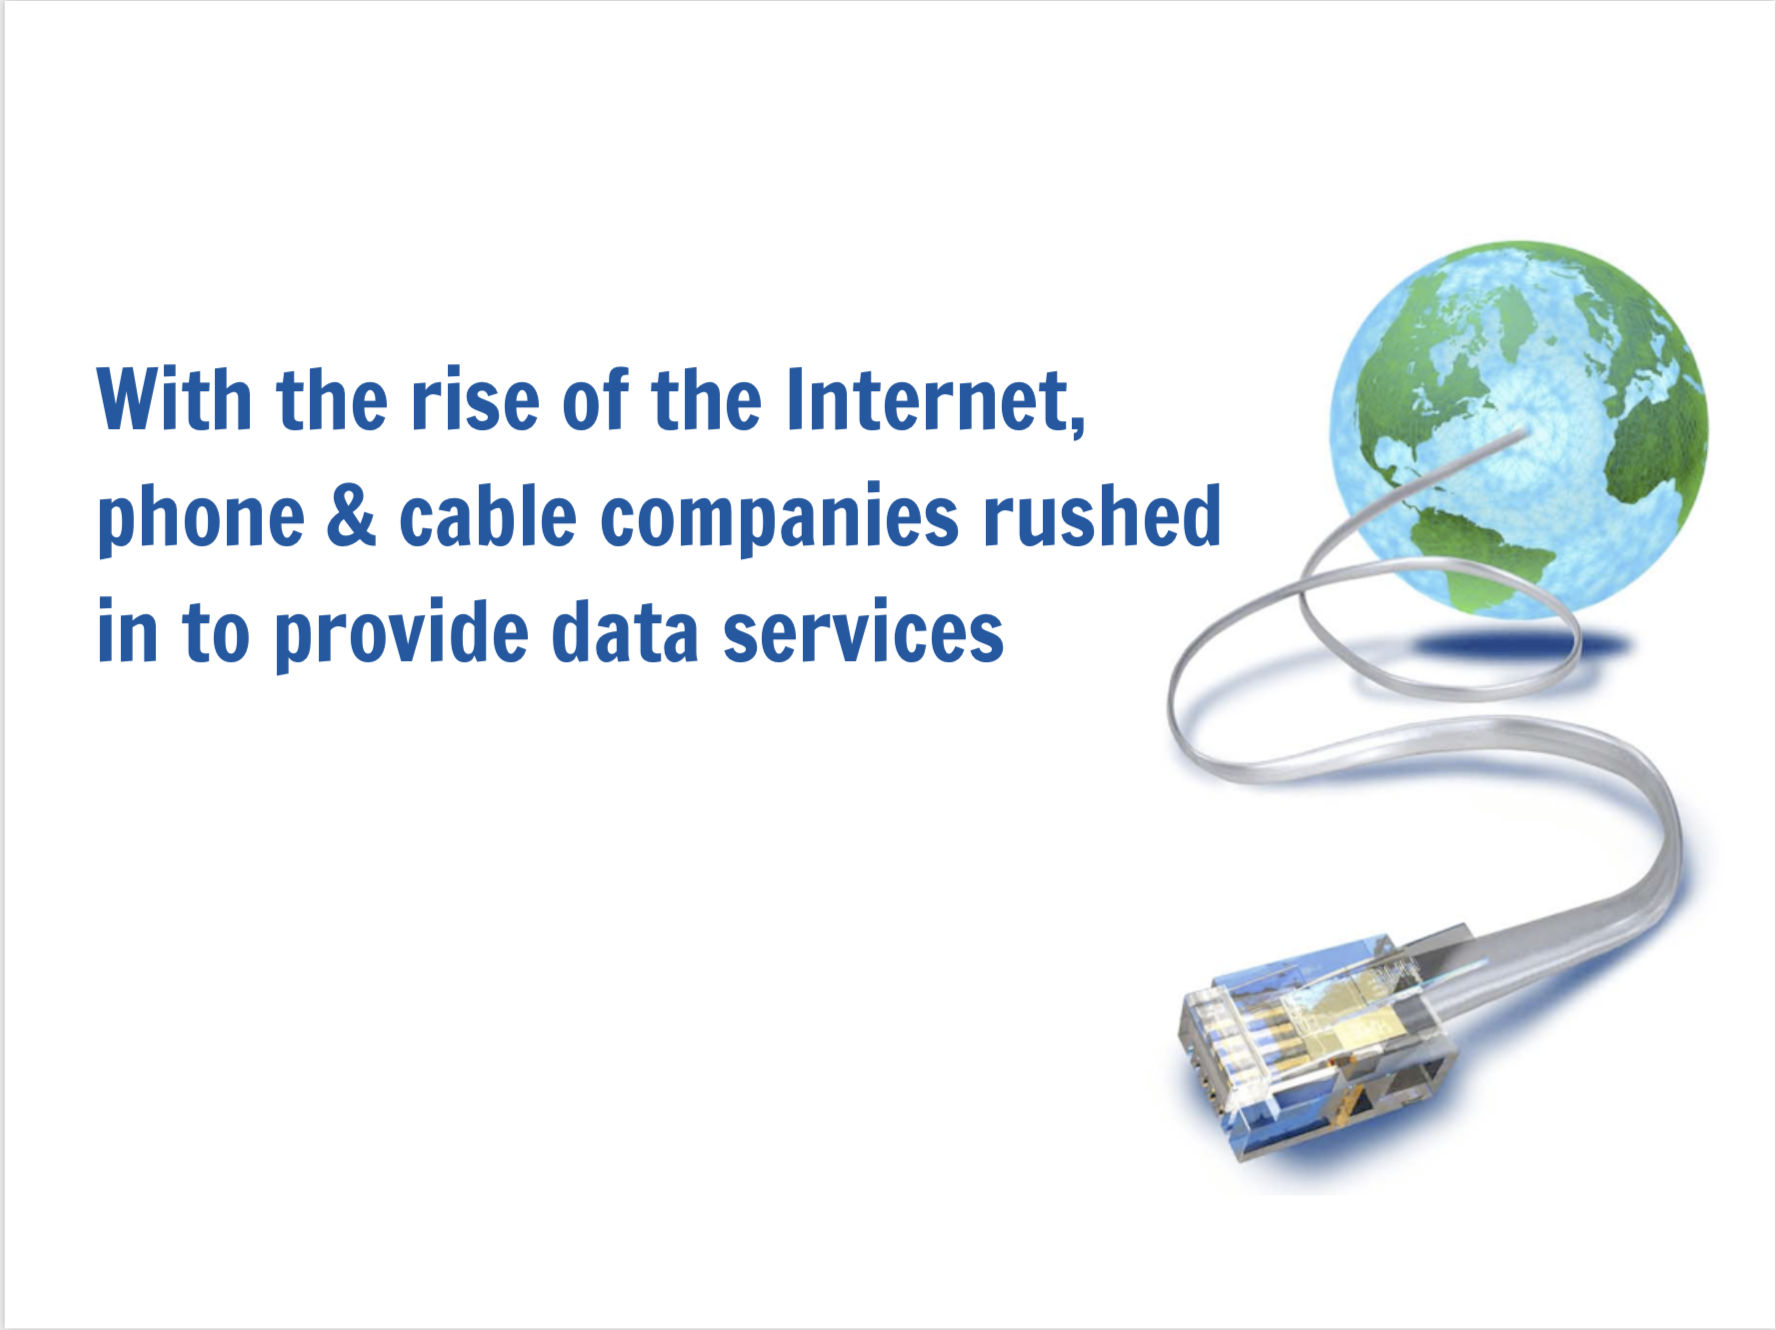 With the rise of the Internet,
phone & cable companies rushed
in to provide data services